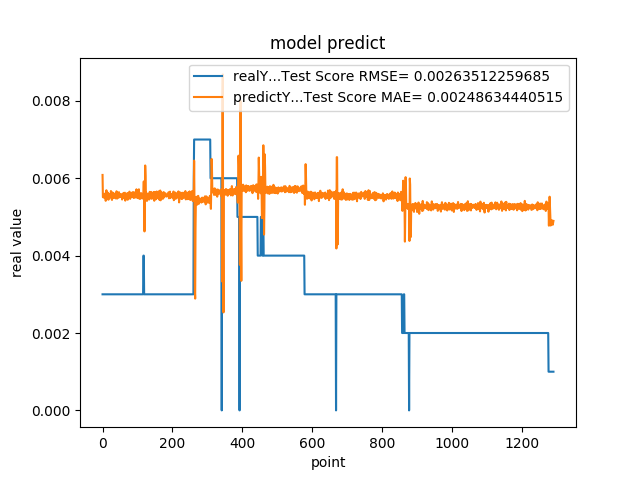 model predict
realY...Test Score RMSE= 0.00263512259685
predictY...Test Score MAE= 0.00248634440515
real value
0.008
0.006
0.004
0.002
0.000
0 200 400 600 800 1000 1200
point